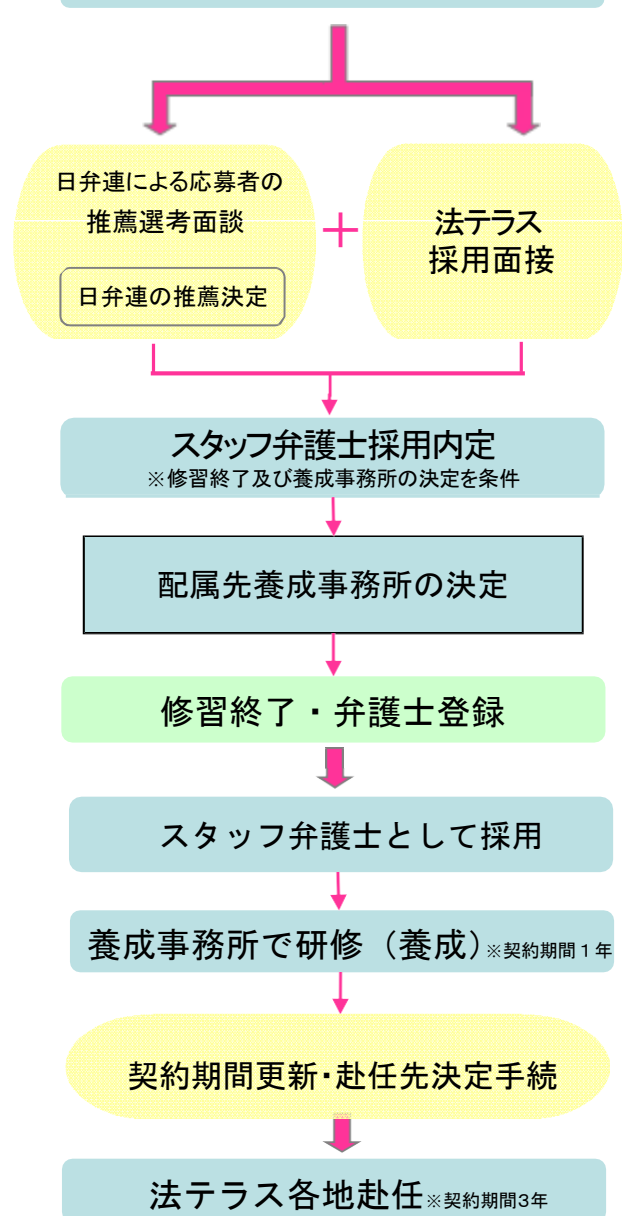 日弁連による応募者の
推薦選考面談
日弁連の推薦決定
+
法テラス
採用面接
スタッフ弁護士採用内定
※修習終了及び養成事務所の決定を条件
配属先養成事務所の決定
修習終了・弁護士登録
スタッフ弁護士として採用
養成事務所で研修（養成）※契約期間１年
契約期間更新・赴任先決定手続
法テラス各地赴任※契約期間3年